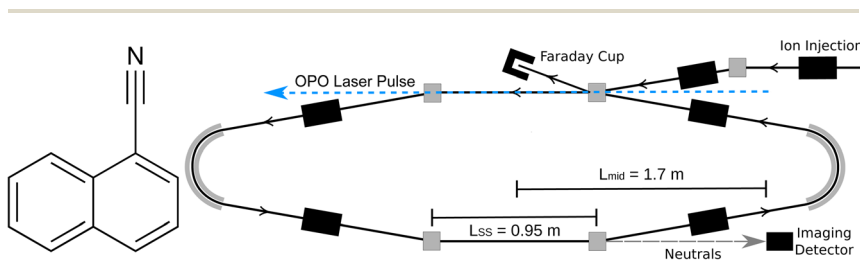 N
Ion Injection
Faraday Cup
OPO Laser Pulse
Lmid = 1.7 m
LSS = 0.95 m
Imaging
Detector
Neutrals